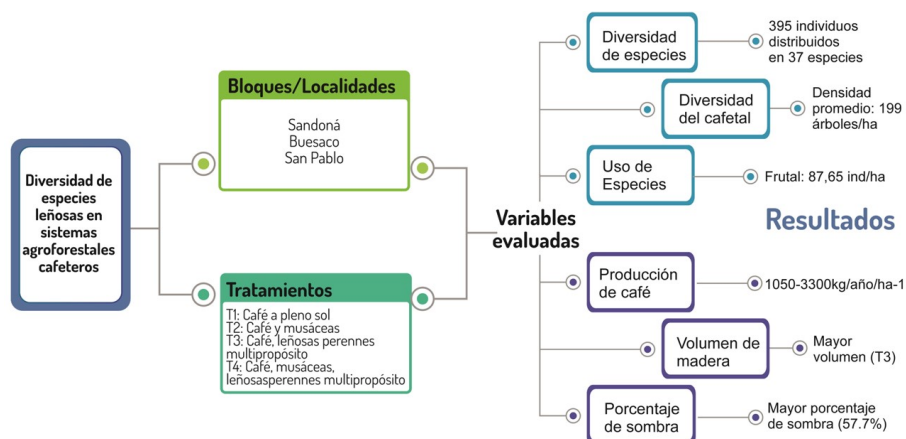 Diversidad de
especies
leñosas en
sistemas
agroforestales
cafeteros
Bloques/Localidades
Sandoná
Buesaco
San Pablo
Tratamientos
T1: Café a pleno sol
T2: Café y musáceas
T3: Café, leñosas perennes
multipropósito
T4: Café, musáceas,
leñosasperennes multipropósito
Variables
evaluadas
Diversidad
de especies
395 individuos
distribuidos
en 37 especies
Diversidad
del cafetal
Densidad
promedio: 199
árboles/ha
Uso de
Especies
Frutal: 87,65 ind/ha
Resultados
Producción
de café
1050-3300kg/año/ha-1
Volumen de
madera
Mayor
volumen (T3)
Porcentaje
de sombra
Mayor porcentaje
de sombra (57.7%)